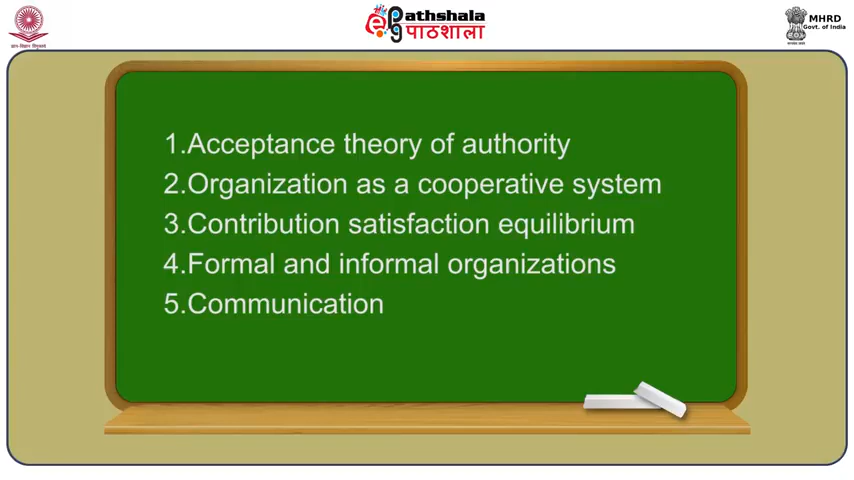 ePathshala
पाठशाला
MHRD
Govt. of India
1.Acceptance theory of authority
2.Organization as a cooperative system
3.Contribution satisfaction equilibrium
4.Formal and informal organizations
5.Communication